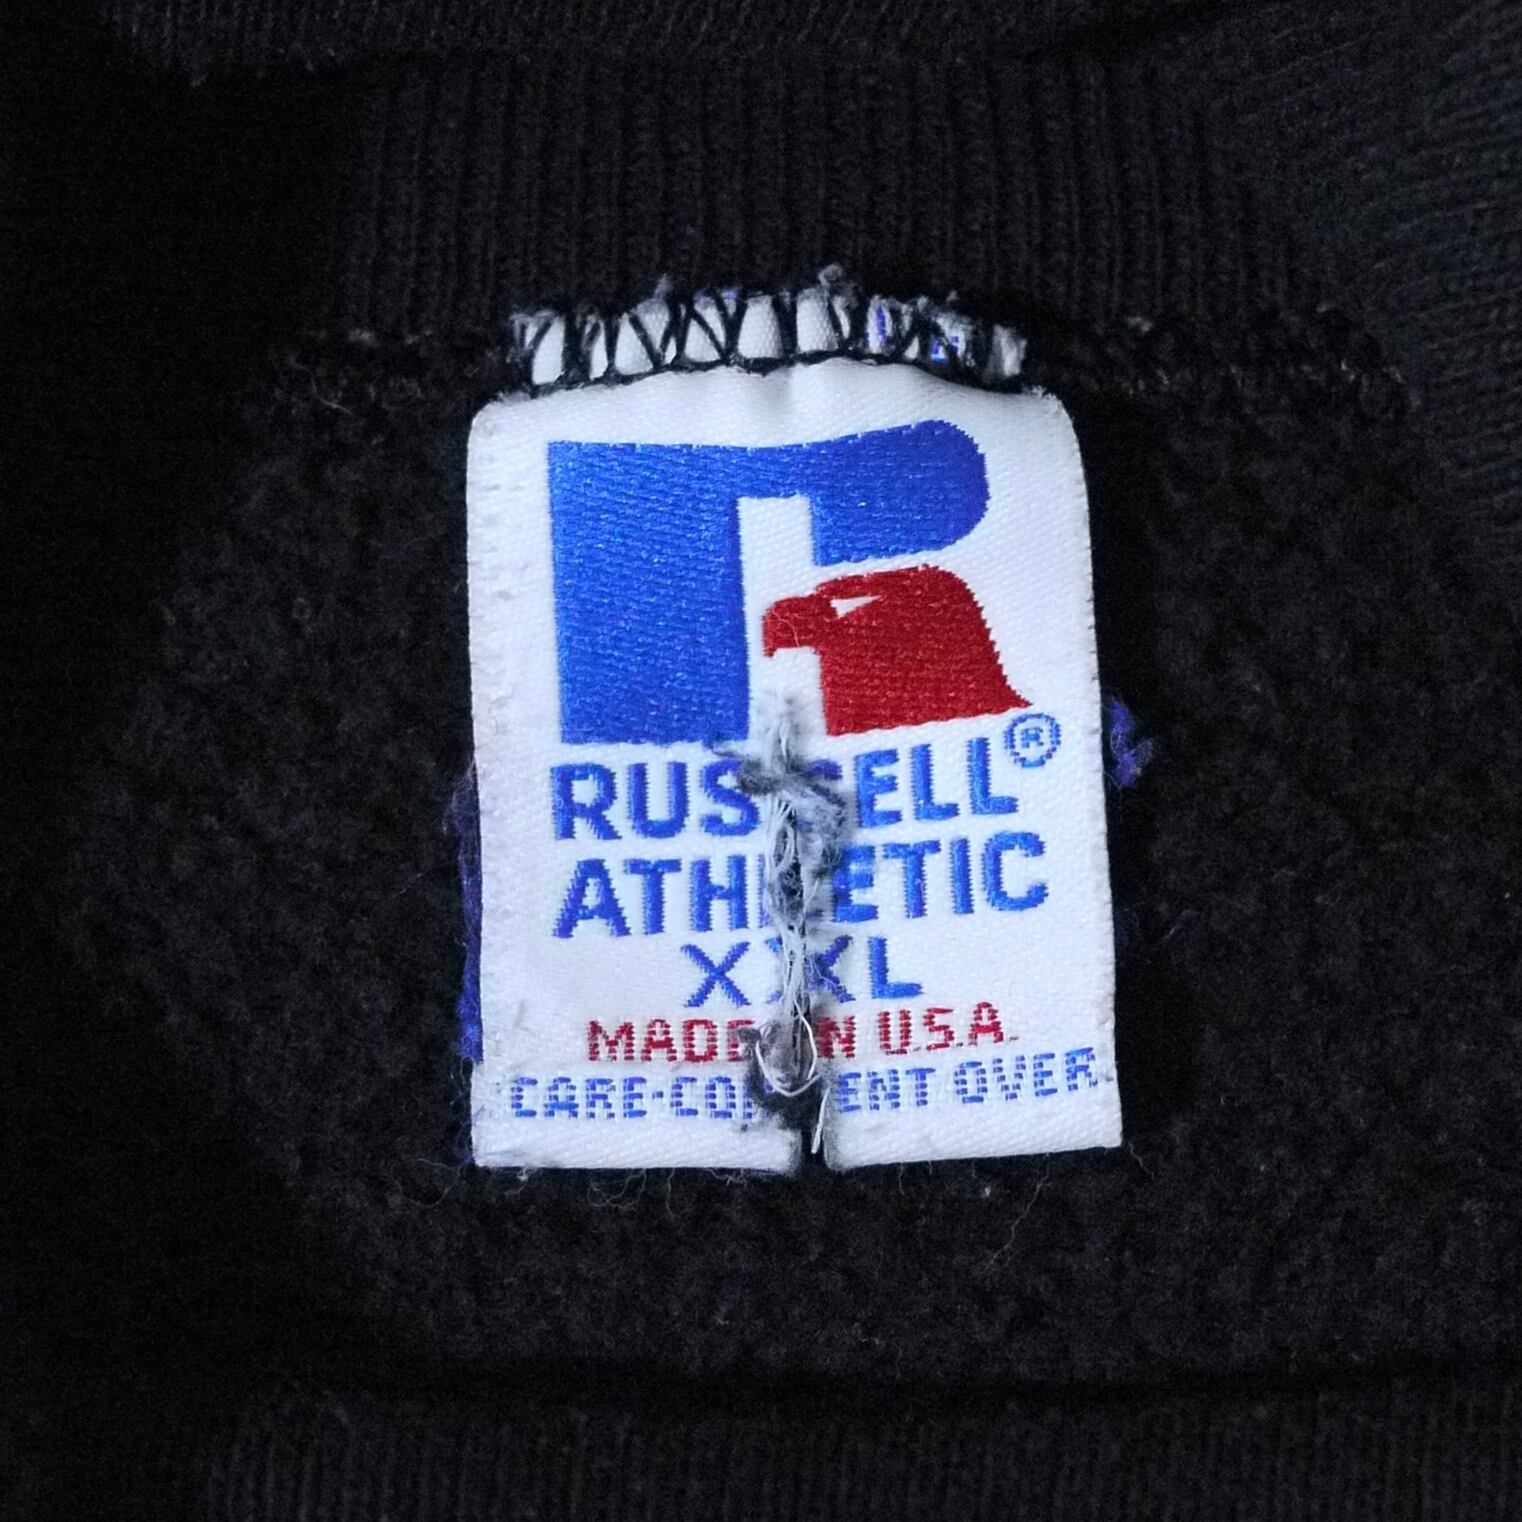 RUSSELL®
ATHLETIC
XXL
MADE IN U.S.A.
CARE·CONTENT OVER